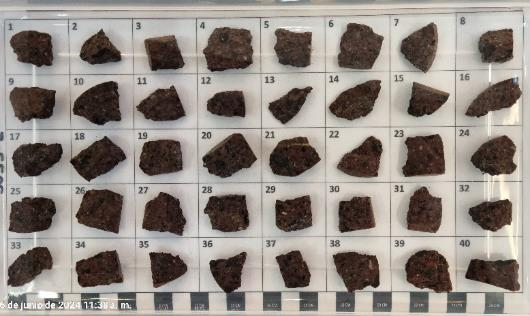 1 2 3 4 5 6 7 8
9 10 11 12 13 14 15 16
17 18 19 20 21 22 23 24
25 26 27 28 29 30 31 32
33 34 35 36 37 38 39 40
6 de junio de 2024 11:38 a. m.